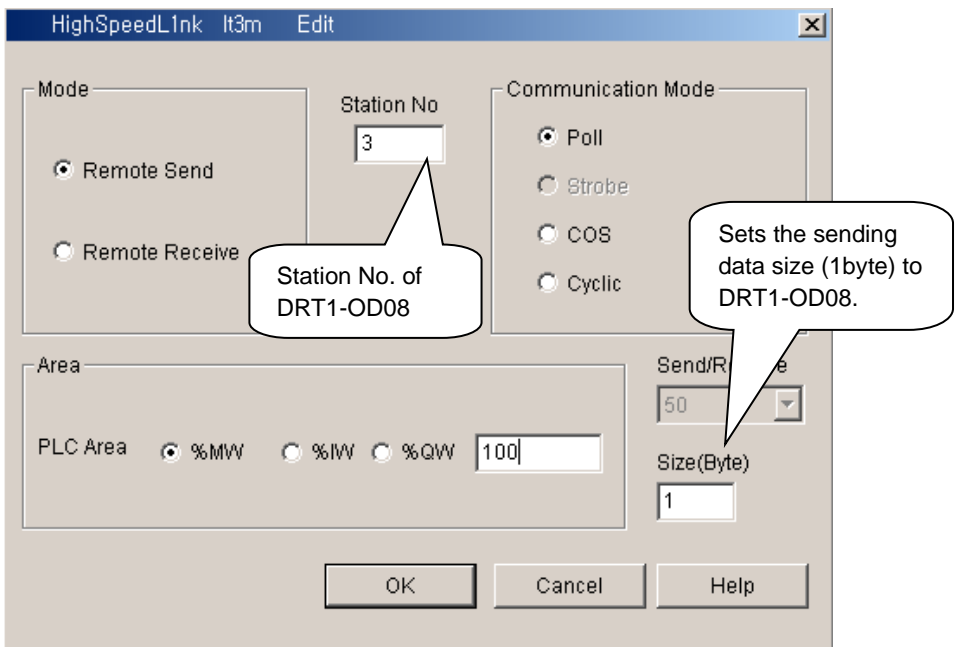 HighSpeedL1nk It3m Edit
Mode
Remote Send
Remote Receive
Station No
3
Station No. of
DRT1-OD08
Communication Mode
Poll
Strobe
COS
Cyclic
Sets the sending
data size (1byte) to
DRT1-OD08.
Area
PLC Area %MW %IW %QW 100
50
Size(Byte)
1
OK Cancel Help